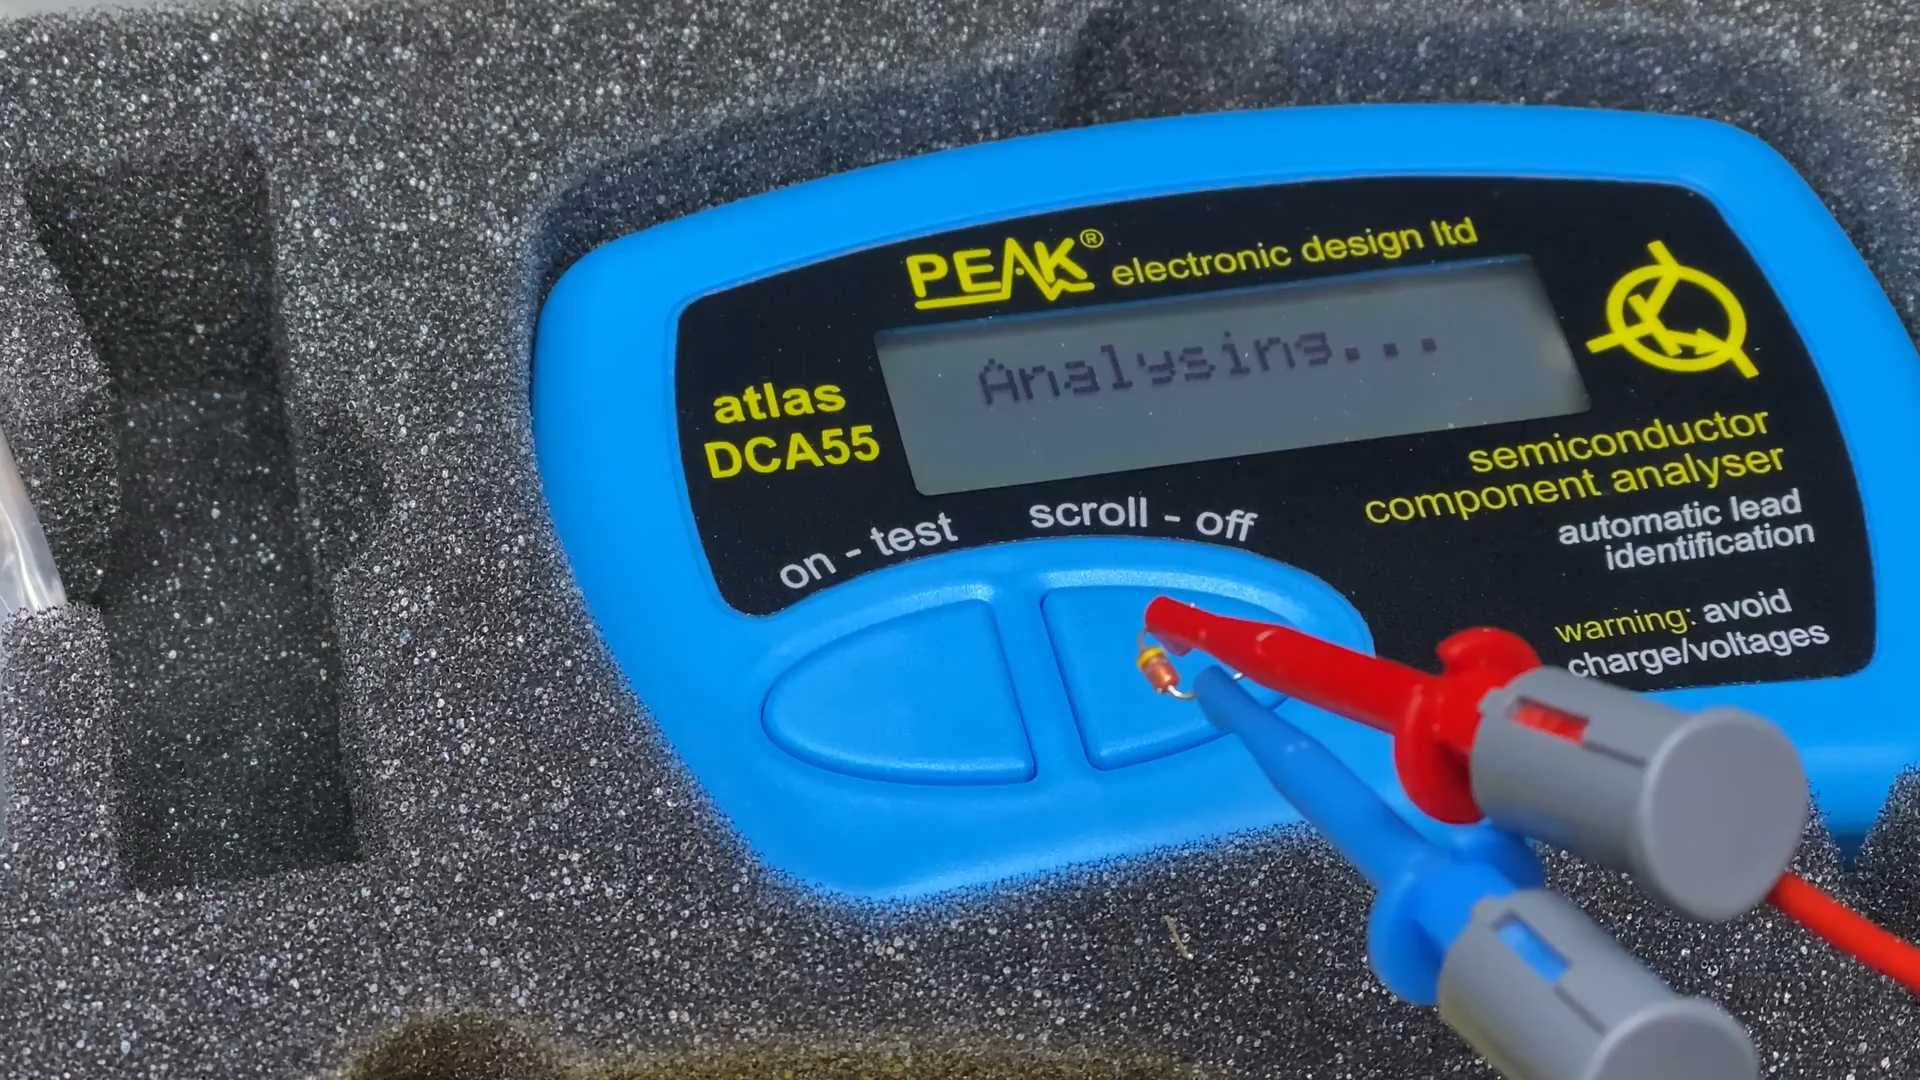 PEAK® electronic design ltd
Analysing...
atlas
DCA55
semiconductor
component analyser
automatic lead
identification
on - test
scroll - off
warning: avoid
charge/voltages